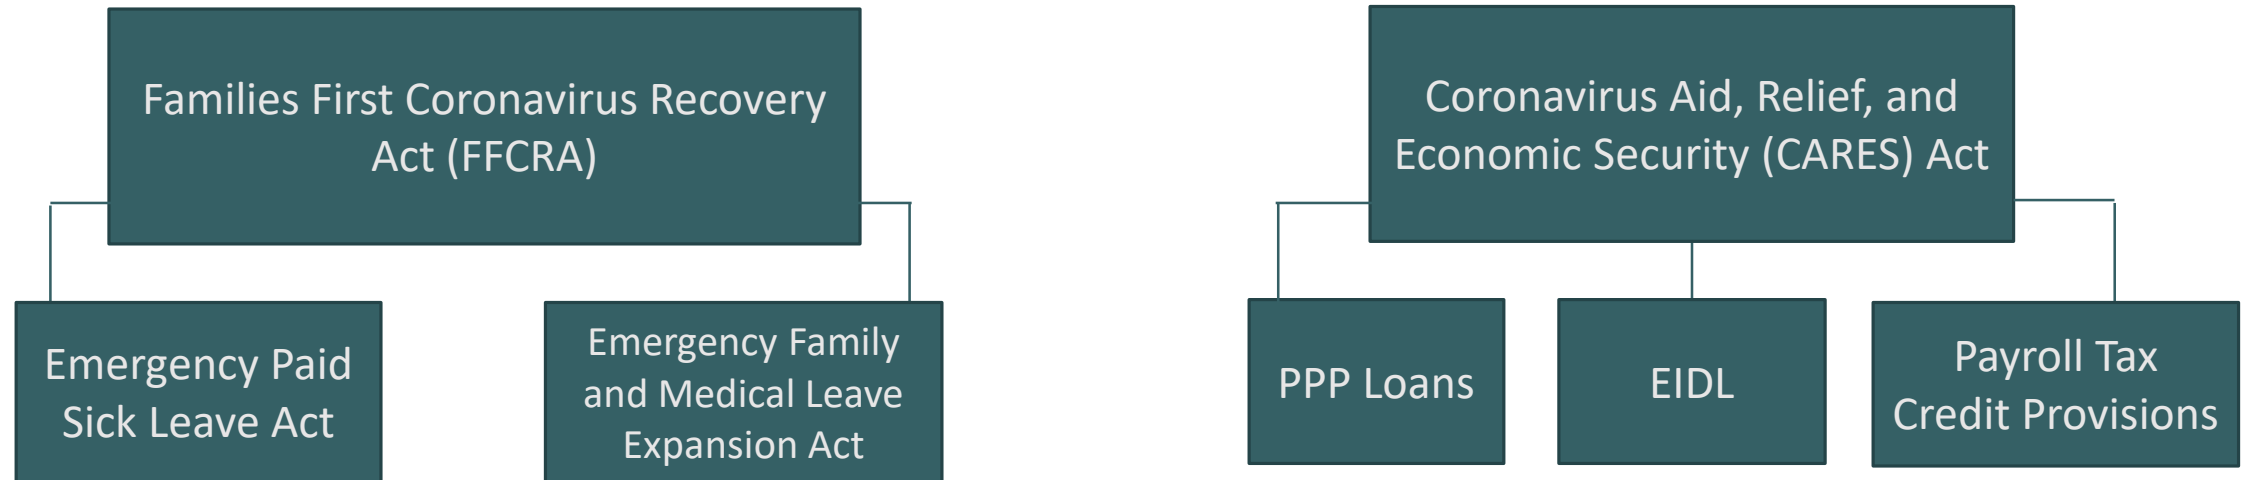 Families First Coronavirus Recovery
Act (FFCRA)
Emergency Paid
Sick Leave Act
Emergency Family
and Medical Leave
Expansion Act
Coronavirus Aid, Relief, and
Economic Security (CARES) Act
PPP Loans
EIDL
Payroll Tax
Credit Provisions